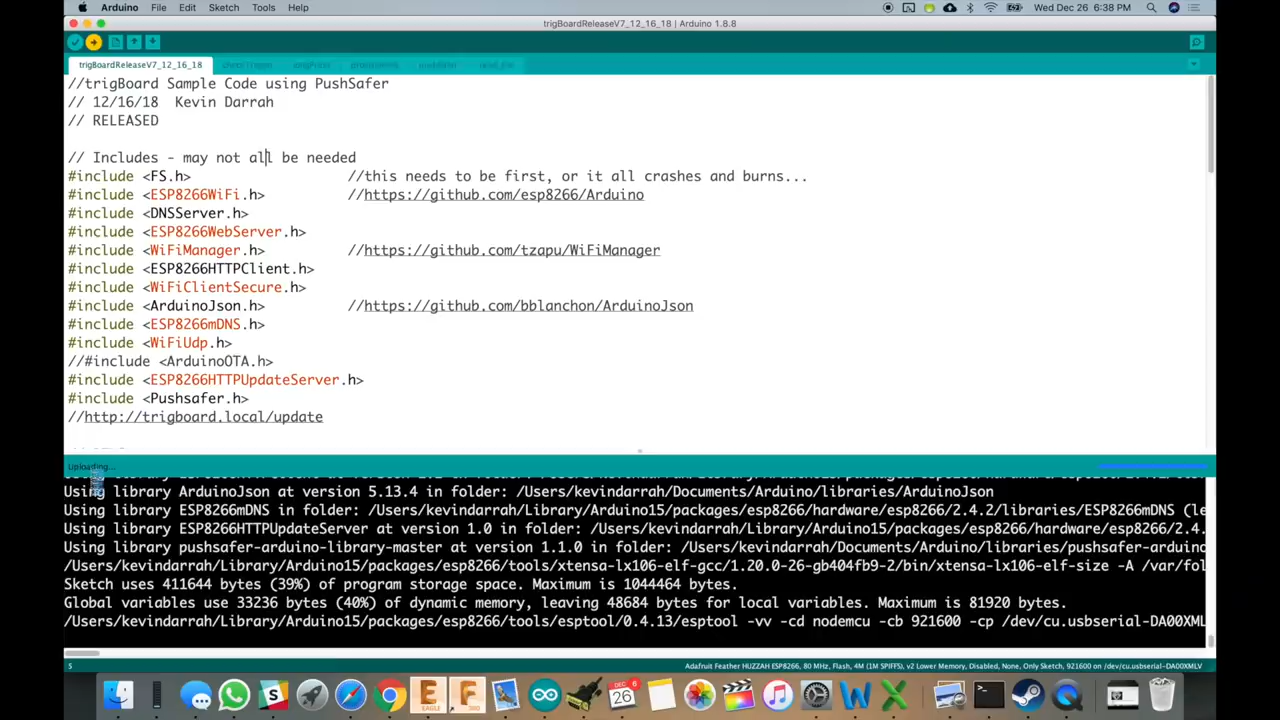 Arduino File Edit Sketch Tools Help Wed Dec 26 6:38 PM
trigBoardReleaseV7_12_16_18 | Arduino 1.8.8
trigBoardReleaseV7_12_16_18
//trigBoard Sample Code using PushSafer
// 12/16/18  Kevin Darrah
// RELEASED
// Includes - may not all be needed
#include <FS.h> //this needs to be first, or it all crashes and burns...
#include <ESP8266WiFi.h> //https://github.com/esp8266/Arduino
#include <DNSServer.h>
#include <ESP8266WebServer.h>
#include <WiFiManager.h> //https://github.com/tzapu/WiFiManager
#include <ESP8266HTTPClient.h>
#include <WiFiClientSecure.h>
#include <ArduinoJson.h> //https://github.com/bblanchon/ArduinoJson
#include <ESP8266mDNS.h>
#include <WiFiUdp.h>
//#include <ArduinoOTA.h>
#include <ESP8266HTTPUpdateServer.h>
#include <Pushsafer.h>
//http://trigboard.local/update
Uploading...
Using library ArduinoJson at version 5.13.4 in folder: /Users/kevindarrah/Documents/Arduino/libraries/ArduinoJson
Using library ESP8266mDNS in folder: /Users/kevindarrah/Library/Arduino15/packages/esp8266/hardware/esp8266/2.4.2/libraries/ESP8266mDNS (le
Using library ESP8266HTTPUpdateServer at version 1.0 in folder: /Users/kevindarrah/Library/Arduino15/packages/esp8266/hardware/esp8266/2.4.
Using library pushsafer-arduino-library-master at version 1.1.0 in folder: /Users/kevindarrah/Documents/Arduino/libraries/pushsafer-arduino
/Users/kevindarrah/Library/Arduino15/packages/esp8266/tools/xtensa-lx106-elf-gcc/1.20.0-26-gb404fb9-2/bin/xtensa-lx106-elf-size -A /var/fol
Sketch uses 411644 bytes (39%) of program storage space. Maximum is 1044464 bytes.
Global variables use 33236 bytes (40%) of dynamic memory, leaving 48684 bytes for local variables. Maximum is 81920 bytes.
/Users/kevindarrah/Library/Arduino15/packages/esp8266/tools/esptool/0.4.13/esptool -vv -cd nodemcu -cb 921600 -cp /dev/cu.usbserial-DA00XML
5 Adafruit Feather HUZZAH ESP8266, 80 MHz, Flash, 4M (1M SPIFFS), v2 Lower Memory, Disabled, None, Only Sketch, 921600 on /dev/cu.usbserial-DA00XMLV